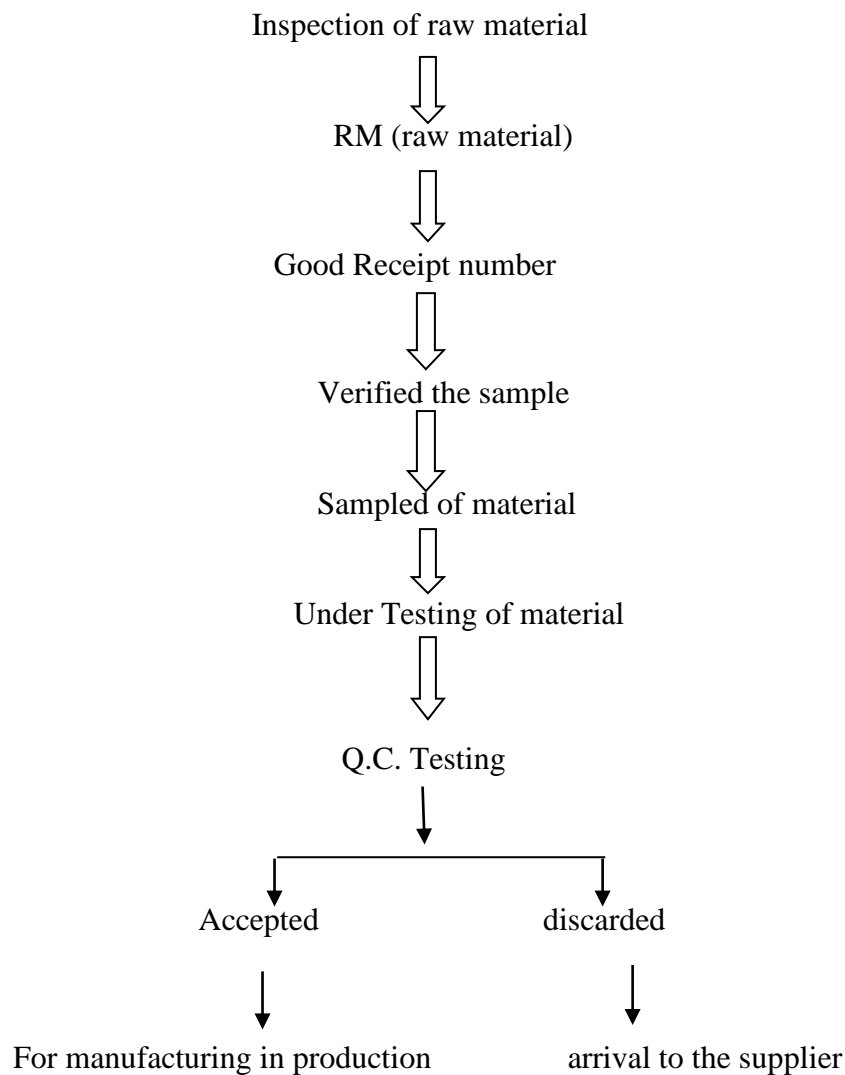 Inspection of raw material
RM (raw material)
Good Receipt number
Verified the sample
Sampled of material
Under Testing of material
Q.C. Testing
Accepted
discarded
For manufacturing in production
arrival to the supplier